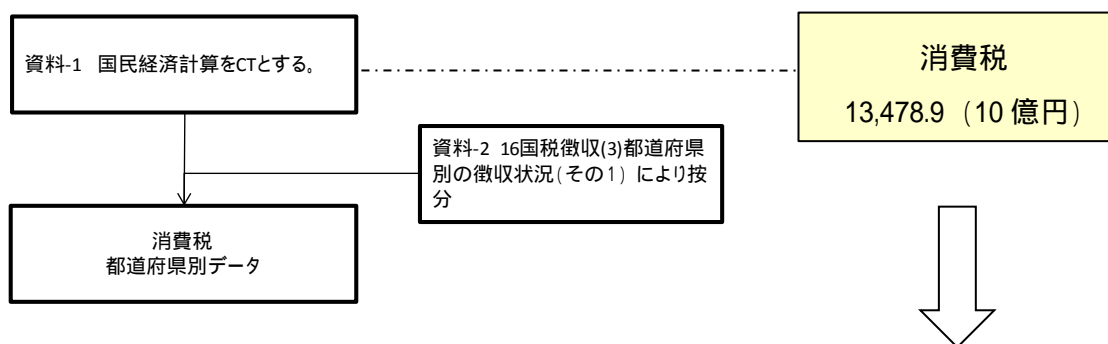 資料-1 国民経済計算をCTとする。
消費税
13,478.9 (10 億円)
資料-2 16国税徴収(3)都道府県
別の徴収状況(その1) により按
分
消費税
都道府県別データ